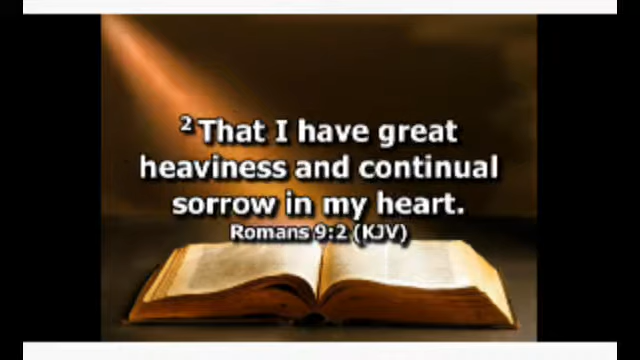 2 That I have great
heaviness and continual
sorrow in my heart.
Romans 9:2 (KJV)